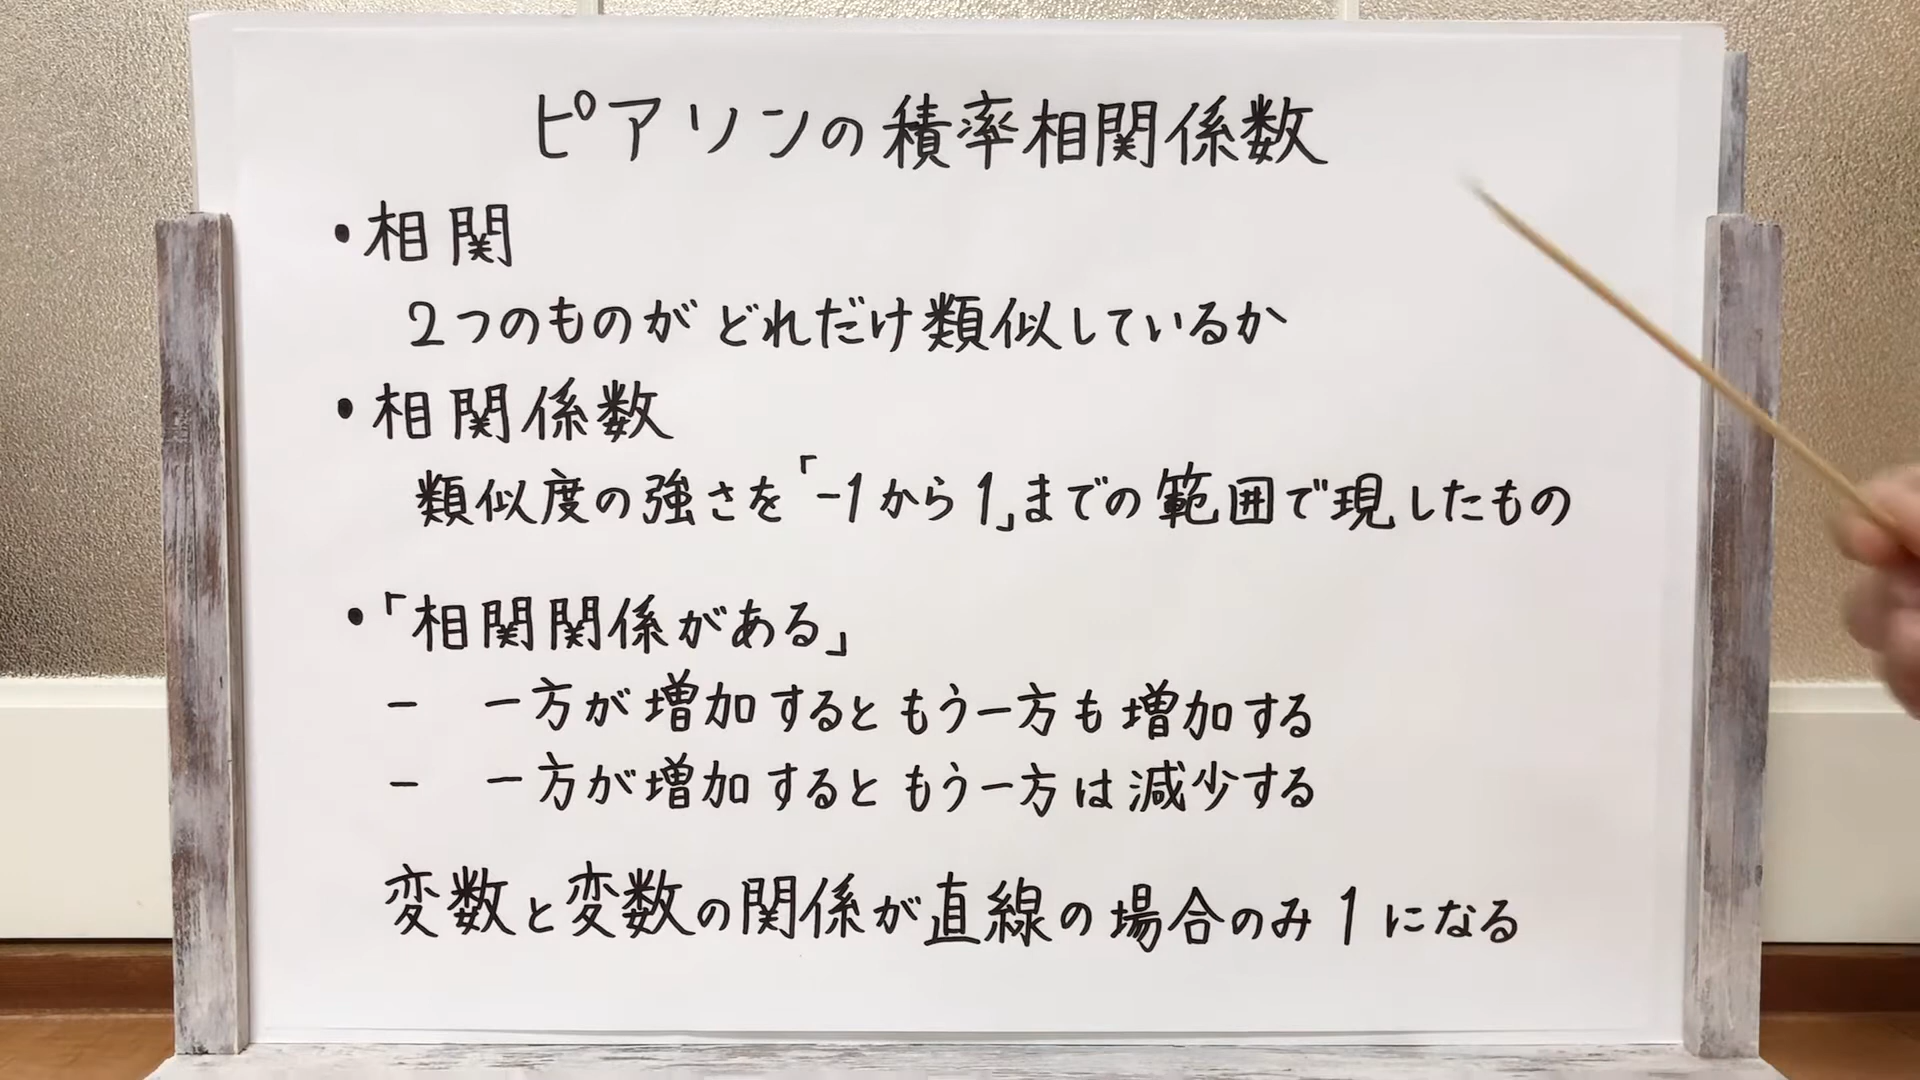 ピアソンの積率相関係数
・相関
2つのものがどれだけ類似しているか
・相関係数
類似度の強さを「-1から1」までの範囲で現したもの
・「相関関係がある」
- 一方が増加するともう一方も増加する
- 一方が増加するともう一方は減少する
変数と変数の関係が直線の場合のみ1になる